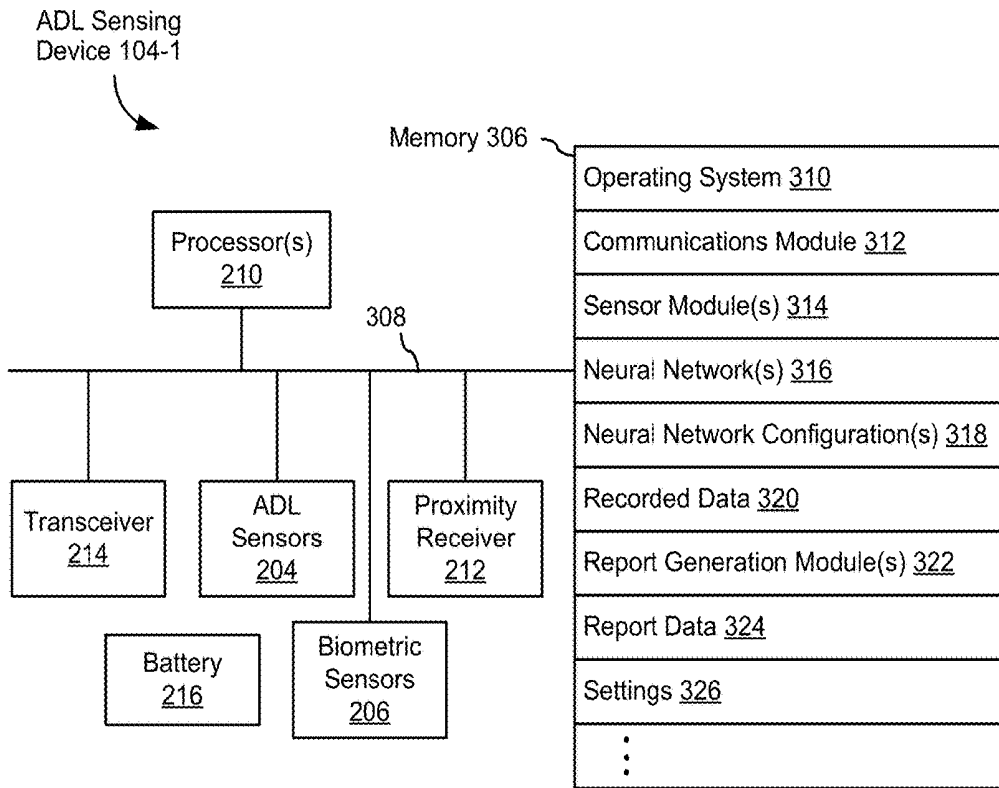 ADL Sensing
Device 104-1
Memory 306
Operating System 310
Communications Module 312
Sensor Module(s) 314
Neural Network(s) 316
Neural Network Configuration(s) 318
Recorded Data 320
Report Generation Module(s) 322
Report Data 324
Settings 326
Processor(s)
210
308
Transceiver
214
ADL
Sensors
204
Proximity
Receiver
212
Battery
216
Biometric
Sensors
206